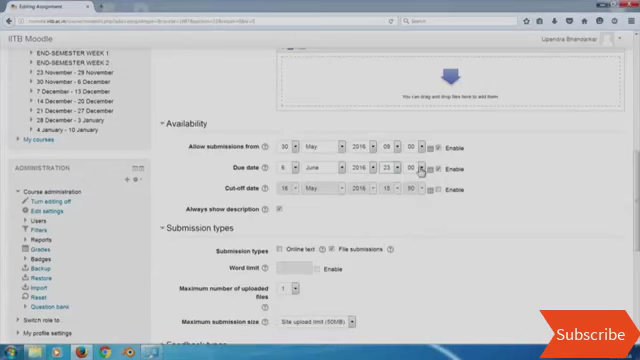 Editing Assignment
Search
IITB Moodle
Upendra Bhandarkar
END-SEMESTER WEEK 1
END-SEMESTER WEEK 2
23 November - 29 November
30 November - 6 December
7 December - 13 December
14 December - 20 December
21 December - 27 December
28 December - 3 January
4 January - 10 January
My courses
ADMINISTRATION
Course administration
Turn editing off
Edit settings
Users
Filters
Reports
Grades
Badges
Backup
Restore
Import
Reset
Question bank
Switch role to...
My profile settings
You can drag and drop files here to add them.
Availability
Allow submissions from 30 May 2016 09 00 Enable
Due date 6 June 2016 23 00 Enable
Cut-off date 16 May 2016 15 50 Enable
Always show description
Submission types
Submission types Online text File submissions
Word limit Enable
Maximum number of uploaded files 1
Maximum submission size Site upload limit (50MB)
Feedback types
Subscribe